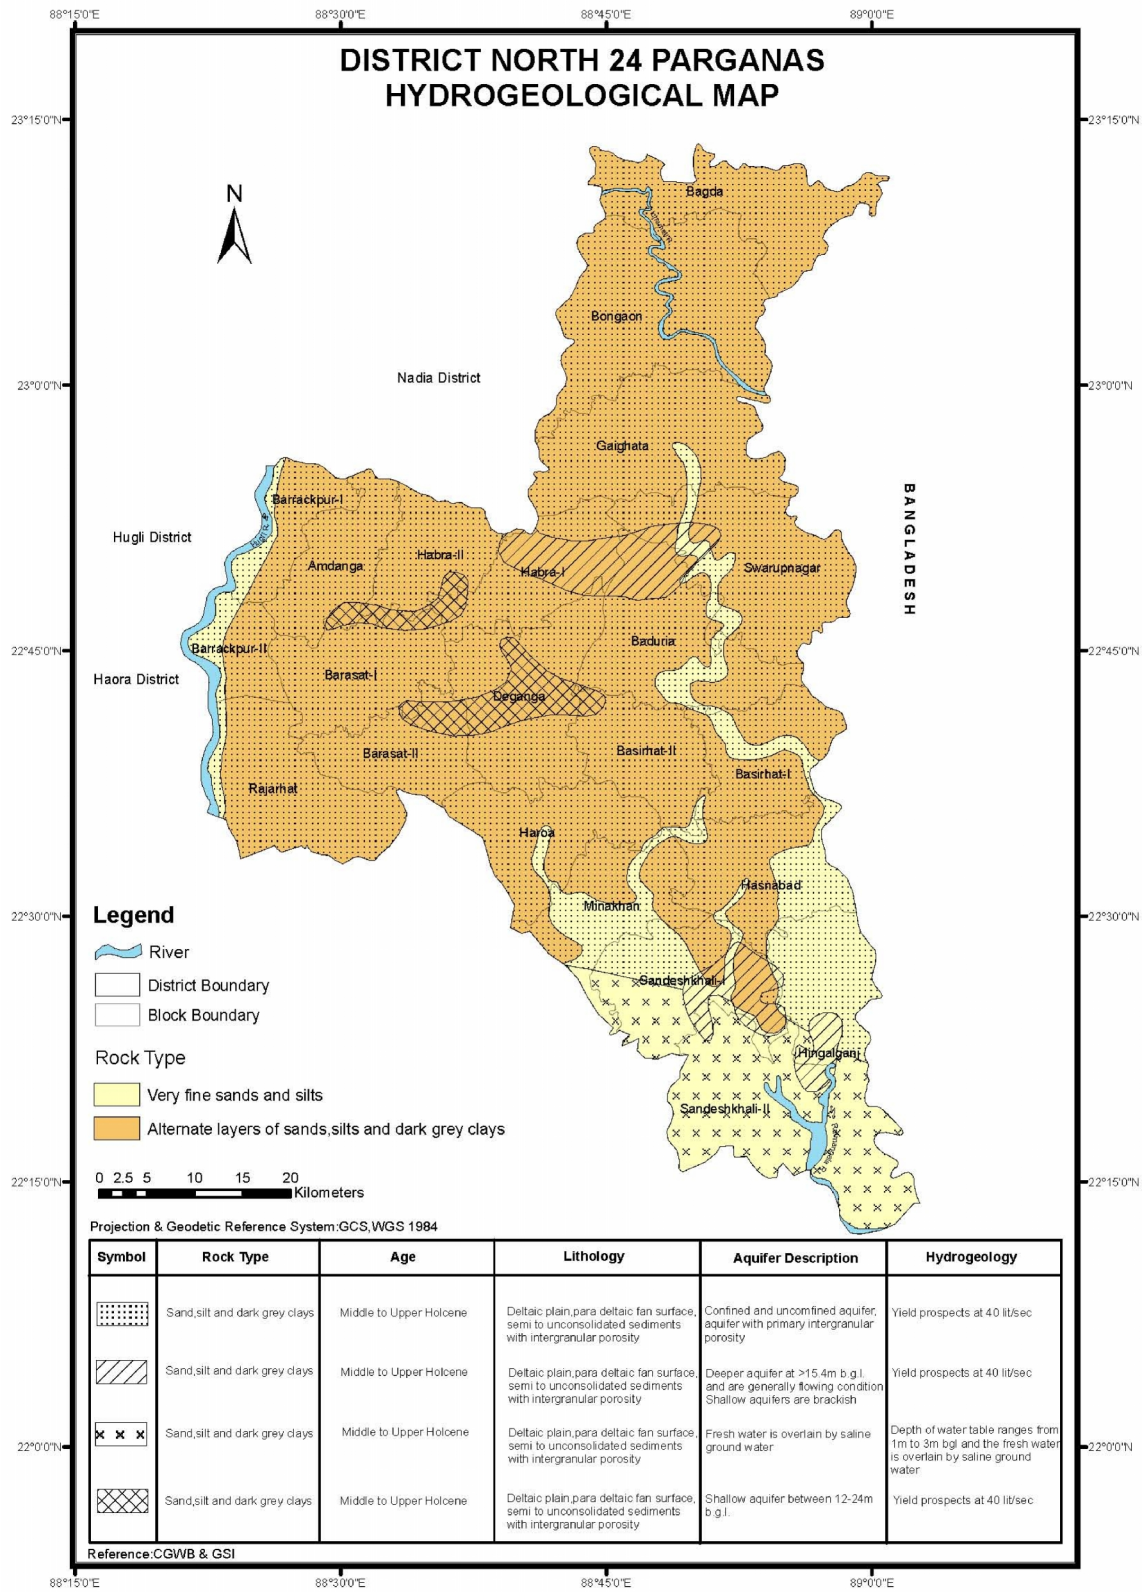 88°15'0"E 88°30'0"E 88°45'0"E 89°0'0"E
DISTRICT NORTH 24 PARGANAS
HYDROGEOLOGICAL MAP
23°15'0"N 23°15'0"N
N
Bagda
Bongaon
Nadia District
23°0'0"N 23°0'0"N
Gaighata
BANGLADESH
Barrackpur-I
Hugli R
Hugli District
Habra-II
Amdanga
Habra-I
Swarupnagar
Baduria
Barrackpur-II
22°45'0"N 22°45'0"N
Haora District
Barasat-I
Deganga
Barasat-II
Basirhat-II
Basirhat-I
Rajarhat
Haroa
Hasnabad
Minakhan
22°30'0"N 22°30'0"N
Sandeshkhali-I
Hingalganj
Sandeshkhali-II
Legend
River
District Boundary
Block Boundary
Rock Type
Very fine sands and silts
Alternate layers of sands,silts and dark grey clays
0 2.5 5 10 15 20
Kilometers
22°15'0"N 22°15'0"N
Projection & Geodetic Reference System:GCS,WGS 1984
Symbol Rock Type Age Lithology Aquifer Description Hydrogeology
Sand,silt and dark grey clays Middle to Upper Holcene Deltaic plain,para deltaic fan surface, Confined and uncomfined aquifer, Yield prospects at 40 lit/sec
semi to unconsolidated sediments aquifer with primary intergranular
with intergranular porosity porosity
Sand,silt and dark grey clays Middle to Upper Holcene Deltaic plain,para deltaic fan surface, Deeper aquifer at >15.4m b.g.l. Yield prospects at 40 lit/sec
semi to unconsolidated sediments and are generally flowing condition
with intergranular porosity Shallow aquifers are brackish
Sand,silt and dark grey clays Middle to Upper Holcene Deltaic plain,para deltaic fan surface, Fresh water is overlain by saline Depth of water table ranges from
semi to unconsolidated sediments ground water 1m to 3m bgl and the fresh water
with intergranular porosity is overlain by saline ground
water
22°0'0"N 22°0'0"N
Sand,silt and dark grey clays Middle to Upper Holcene Deltaic plain,para deltaic fan surface, Shallow aquifer between 12-24m Yield prospects at 40 lit/sec
semi to unconsolidated sediments b.g.l.
with intergranular porosity
Reference:CGWB & GSI
88°15'0"E 88°30'0"E 88°45'0"E 89°0'0"E